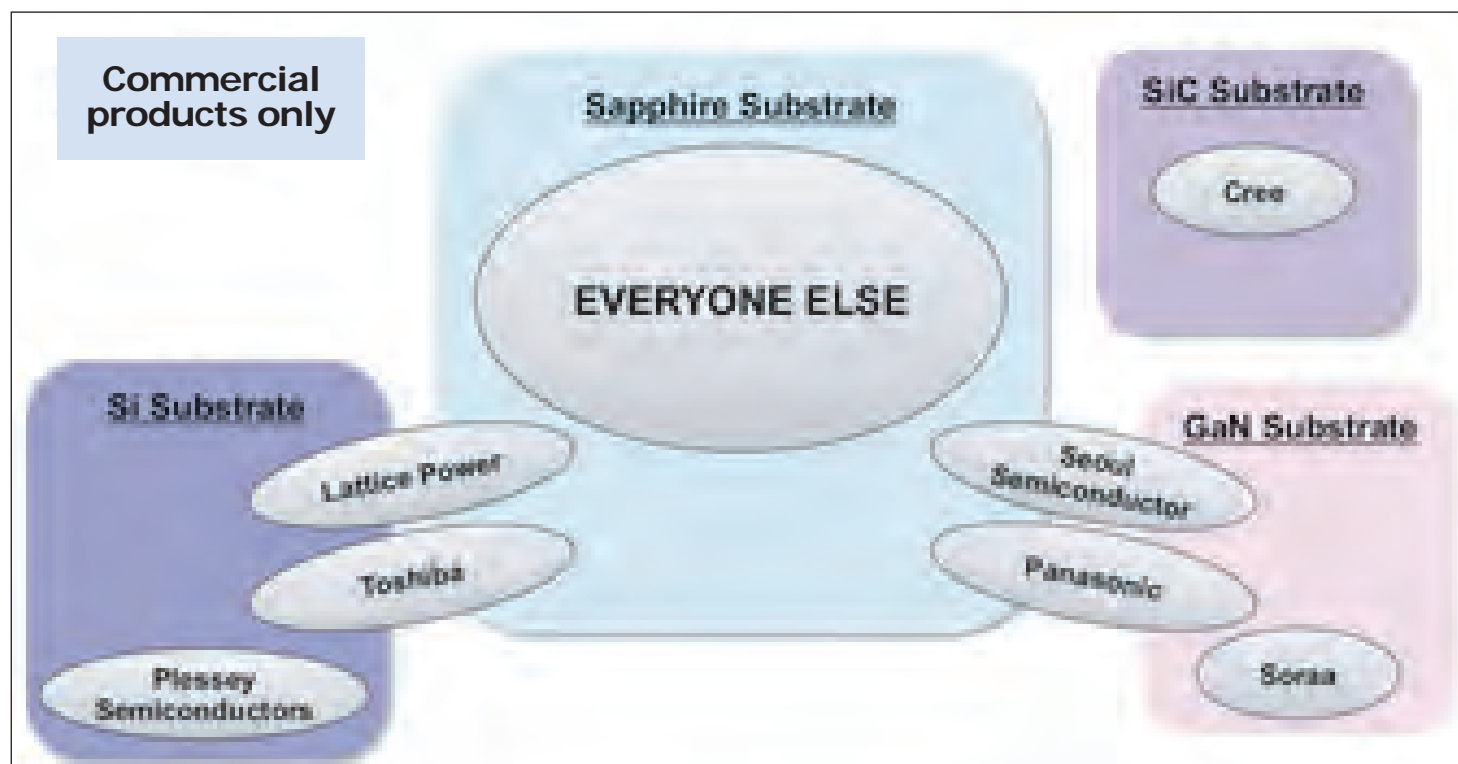 Commercial
products only
Sapphire Substrate
EVERYONE ELSE
SiC Substrate
Cree
Si Substrate
Lattice Power
Toshiba
Plessey
Semiconductors
GaN Substrate
Seoul
Semiconductor
Panasonic
Soraa